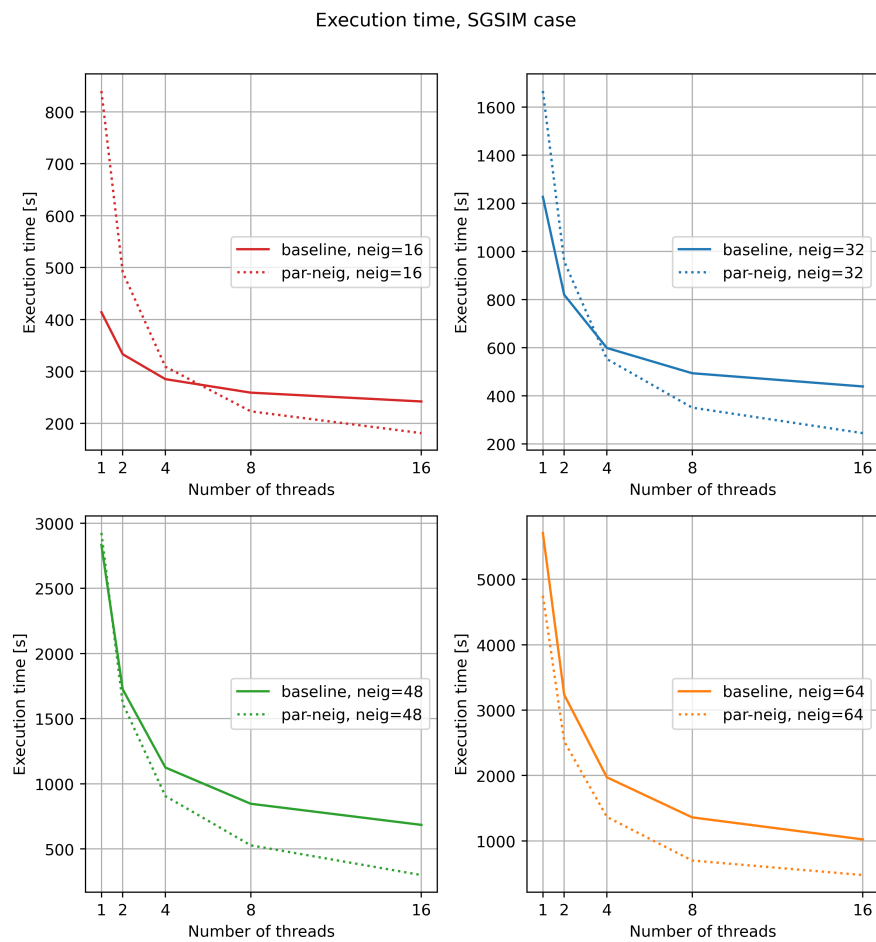 Execution time, SGSIM case
800
700
600
500
400
300
200
Execution time [s]
baseline, neig=16
par-neig, neig=16
1 2 4 8 16
Number of threads
1600
1400
1200
1000
800
600
400
200
Execution time [s]
baseline, neig=32
par-neig, neig=32
1 2 4 8 16
Number of threads
3000
2500
2000
1500
1000
500
Execution time [s]
baseline, neig=48
par-neig, neig=48
1 2 4 8 16
Number of threads
5000
4000
3000
2000
1000
Execution time [s]
baseline, neig=64
par-neig, neig=64
1 2 4 8 16
Number of threads